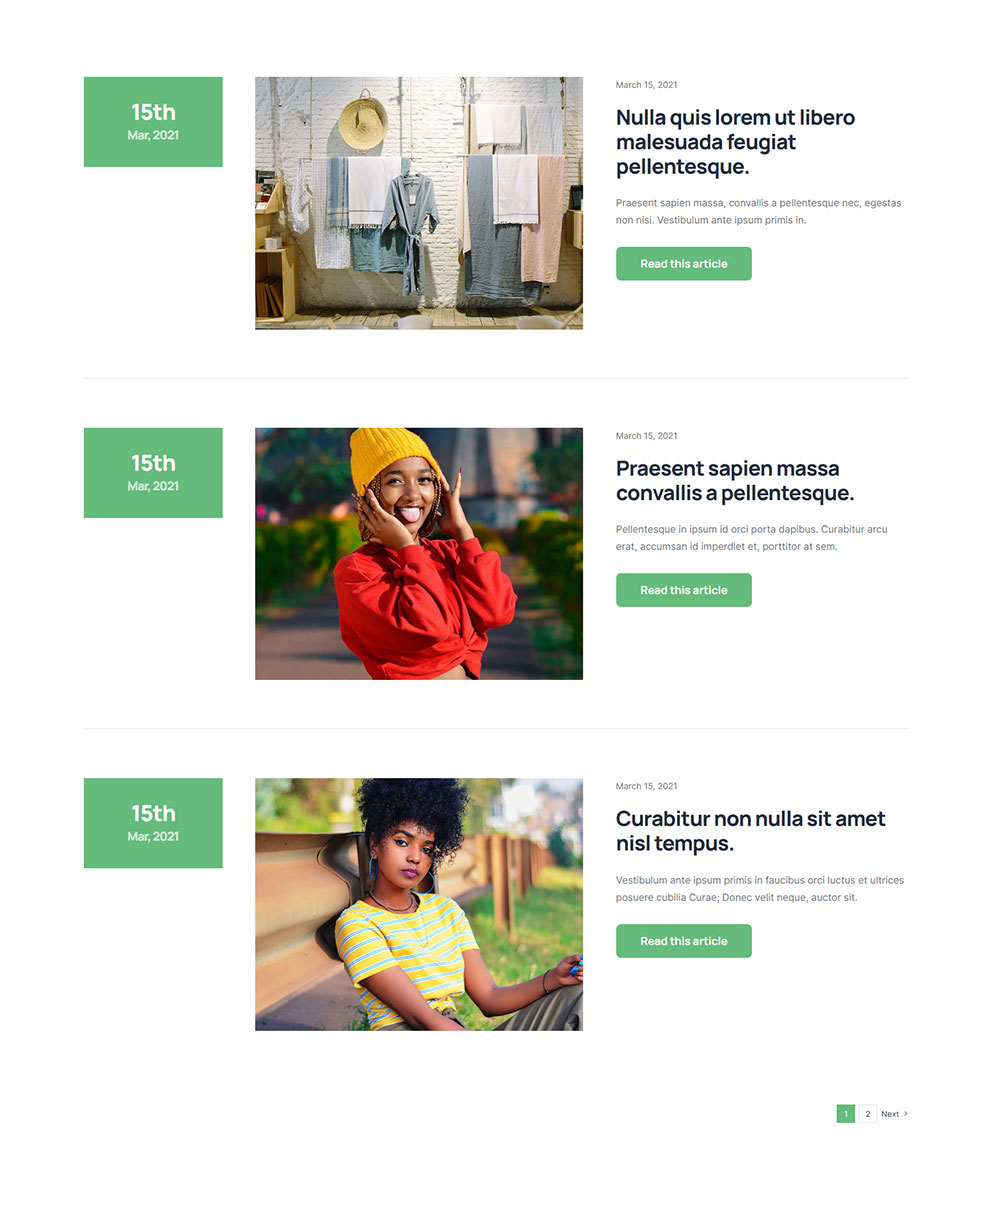 15th
Mar, 2021
March 15, 2021
Nulla quis lorem ut libero
malesuada feugiat
pellentesque.
Praesent sapien massa, convallis a pellentesque nec, egestas
non nisi. Vestibulum ante ipsum primis in.
Read this article
15th
Mar, 2021
March 15, 2021
Praesent sapien massa
convallis a pellentesque.
Pellentesque in ipsum id orci porta dapibus. Curabitur arcu
erat, accumsan id imperdiet et, porttitor at sem.
Read this article
15th
Mar, 2021
March 15, 2021
Curabitur non nulla sit amet
nisl tempus.
Vestibulum ante ipsum primis in faucibus orci luctus et ultrices
posuere cubilia Curae; Donec velit neque, auctor sit.
Read this article
1 2 Next ›